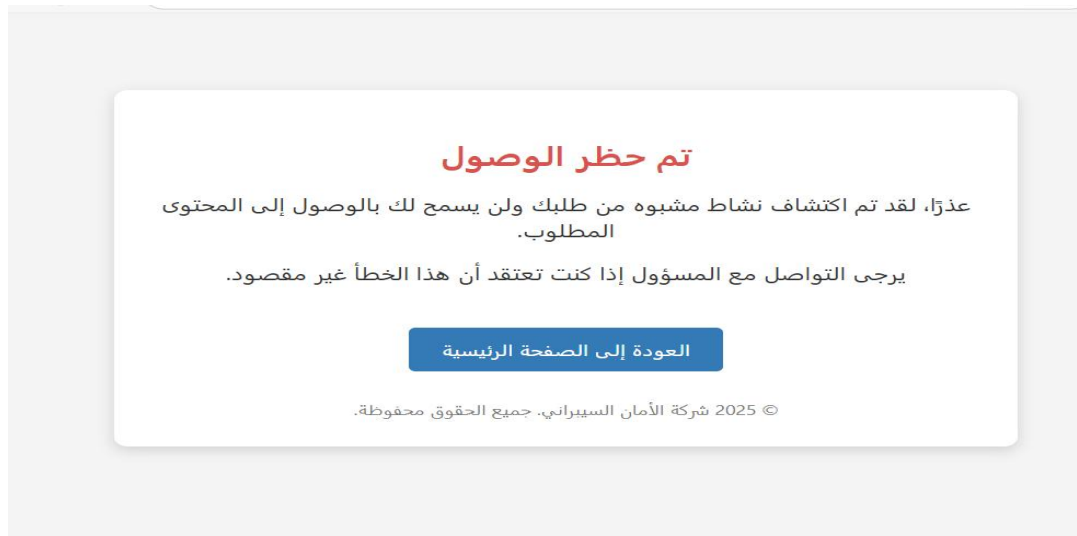 تم حظر الوصول
عذرًا، لقد تم اكتشاف نشاط مشبوه من طلبك ولن يسمح لك بالوصول إلى المحتوى
المطلوب.
يرجى التواصل مع المسؤول إذا كنت تعتقد أن هذا الخطأ غير مقصود.
العودة إلى الصفحة الرئيسية
© 2025 شركة الأمان السيبراني. جميع الحقوق محفوظة.